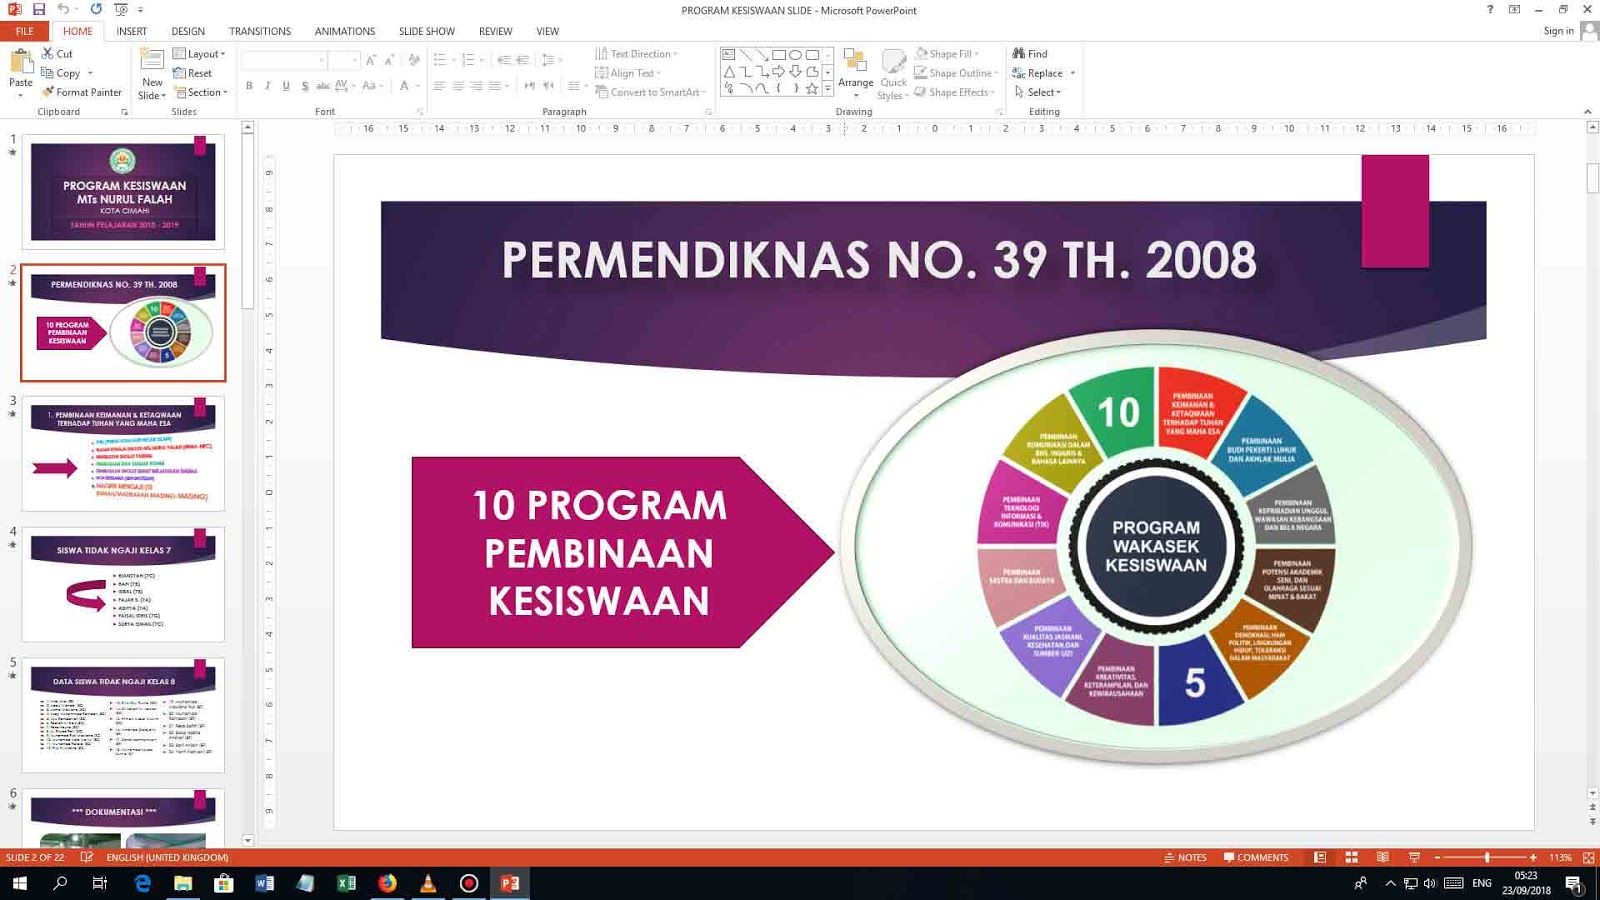 PROGRAM KESISWAAN SLIDE - Microsoft PowerPoint
FILE
HOME
INSERT
DESIGN
TRANSITIONS
ANIMATIONS
SLIDE SHOW
REVIEW
VIEW
Sign in
Paste
Cut
Copy
Format Painter
Clipboard
New
Slide
Layout
Reset
Section
Slides
Font
Text Direction
Align Text
Convert to SmartArt
Paragraph
Arrange
Quick
Styles
Shape Fill
Shape Outline
Shape Effects
Drawing
Find
Replace
Select
Editing
1
PROGRAM KESISWAAN
MTs NURUL FALAH
KOTA CIMAHI
TAHUN PELAJARAN 2018 - 2019
2
PERMENDIKNAS NO. 39 TH. 2008
10 PROGRAM
PEMBINAAN
KESISWAAN
3
1. PEMBINAAN KEIMANAN & KETAQWAAN
TERHADAP TUHAN YANG MAHA ESA
4
SISWA TIDAK NGAJI KELAS 7
5
DATA SISWA TIDAK NGAJI KELAS 8
6
*** DOKUMENTASI ***
PERMENDIKNAS NO. 39 TH. 2008
10 PROGRAM
PEMBINAAN
KESISWAAN
PROGRAM
WAKASEK
KESISWAAN
10
PEMBINAAN
KEIMANAN &
KETAQWAAN
TERHADAP TUHAN
YANG MAHA ESA
PEMBINAAN
BUDI PEKERTI LUHUR
DAN AKHLAK MULIA
PEMBINAAN
KEPRIBADIAN UNGGUL
WAWASAN KEBANGSAAN
DAN BELA NEGARA
PEMBINAAN
POTENSI AKADEMIK,
SENI, DAN
OLAHRAGA SESUAI
MINAT & BAKAT
PEMBINAAN
DEMOKRASI, HAM
POLITIK, LINGKUNGAN
HIDUP, TOLERANSI
DALAM MASYARAKAT
5
PEMBINAAN
KREATIVITAS,
KETERAMPILAN, DAN
KEWIRAUSAHAAN
PEMBINAAN
KUALITAS JASMANI,
KESEHATAN, DAN
SUMBER GIZI
PEMBINAAN
SASTRA DAN BUDAYA
PEMBINAAN
TEKNOLOGI
INFORMASI &
KOMUNIKASI (TIK)
PEMBINAAN
KOMUNIKASI DALAM
BHS. INGGRIS &
BAHASA LAINNYA
SLIDE 2 OF 22
ENGLISH (UNITED KINGDOM)
NOTES
COMMENTS
113%
ENG
05:23
23/09/2018